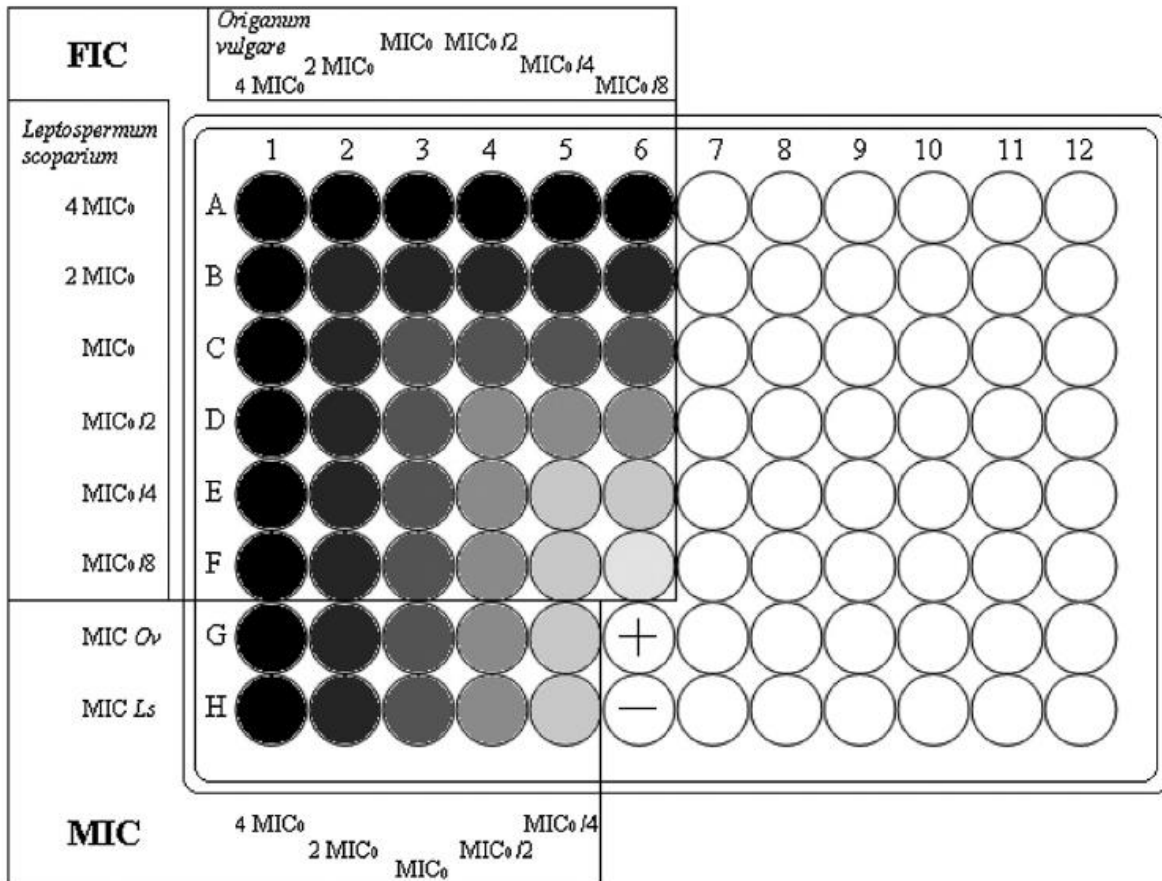 FIC
Origanum
vulgare
4 MIC₀ 2 MIC₀ MIC₀ MIC₀/2 MIC₀/4 MIC₀/8
Leptospermum
scoparium
1 2 3 4 5 6 7 8 9 10 11 12
4 MIC₀ A
2 MIC₀ B
MIC₀ C
MIC₀/2 D
MIC₀/4 E
MIC₀/8 F
MIC Ov G +
MIC Ls H −
MIC
4 MIC₀ 2 MIC₀ MIC₀ MIC₀/2 MIC₀/4